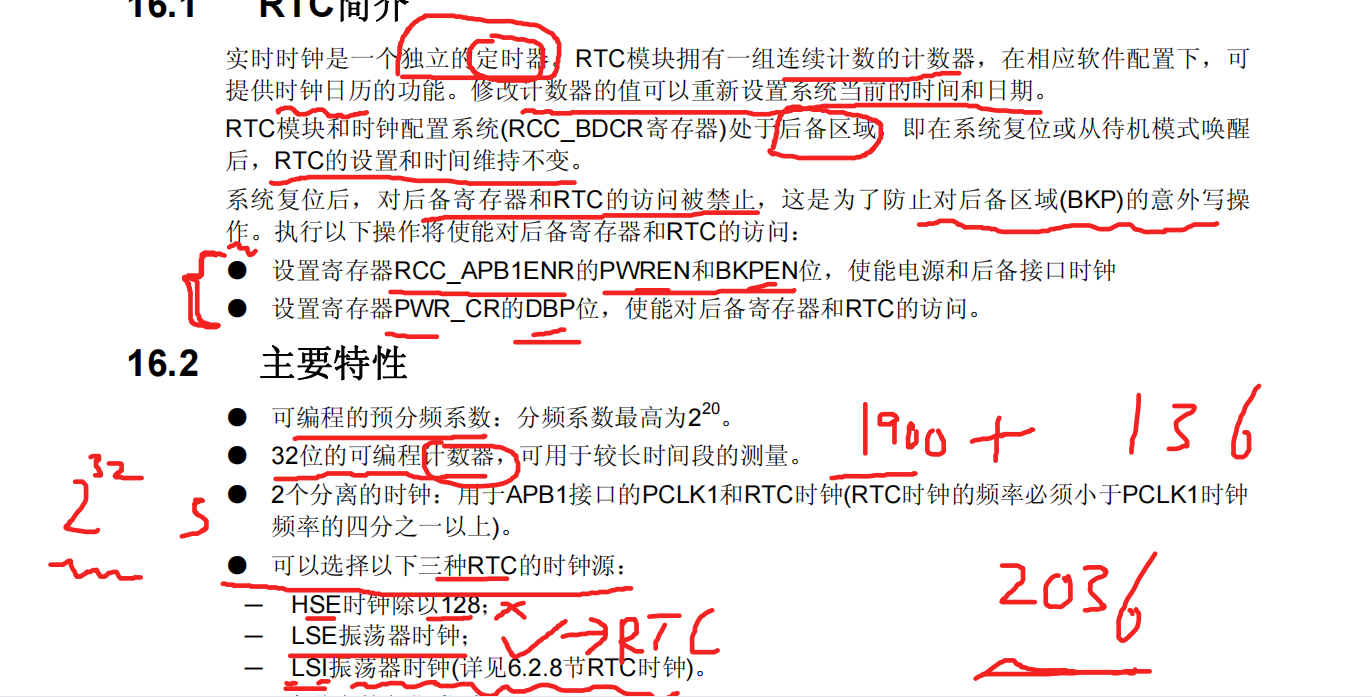 16.1 RTC简介
实时时钟是一个独立的定时器。RTC模块拥有一组连续计数的计数器，在相应软件配置下，可
提供时钟日历的功能。修改计数器的值可以重新设置系统当前的时间和日期。
RTC模块和时钟配置系统(RCC_BDCR寄存器)处于后备区域，即在系统复位或从待机模式唤醒
后，RTC的设置和时间维持不变。
系统复位后，对后备寄存器和RTC的访问被禁止，这是为了防止对后备区域(BKP)的意外写操
作。执行以下操作将使能对后备寄存器和RTC的访问：
● 设置寄存器RCC_APB1ENR的PWREN和BKPEN位，使能电源和后备接口时钟
● 设置寄存器PWR_CR的DBP位，使能对后备寄存器和RTC的访问。
16.2 主要特性
● 可编程的预分频系数：分频系数最高为2^20。
1900 + 136
● 32位的可编程计数器，可用于较长时间段的测量。
2^32 s
● 2个分离的时钟：用于APB1接口的PCLK1和RTC时钟(RTC时钟的频率必须小于PCLK1时钟
频率的四分之一以上)。
● 可以选择以下三种RTC的时钟源：
2036
— HSE时钟除以128； ×
— LSE振荡器时钟； ✓→RTC
— LSI振荡器时钟(详见6.2.8节RTC时钟)。